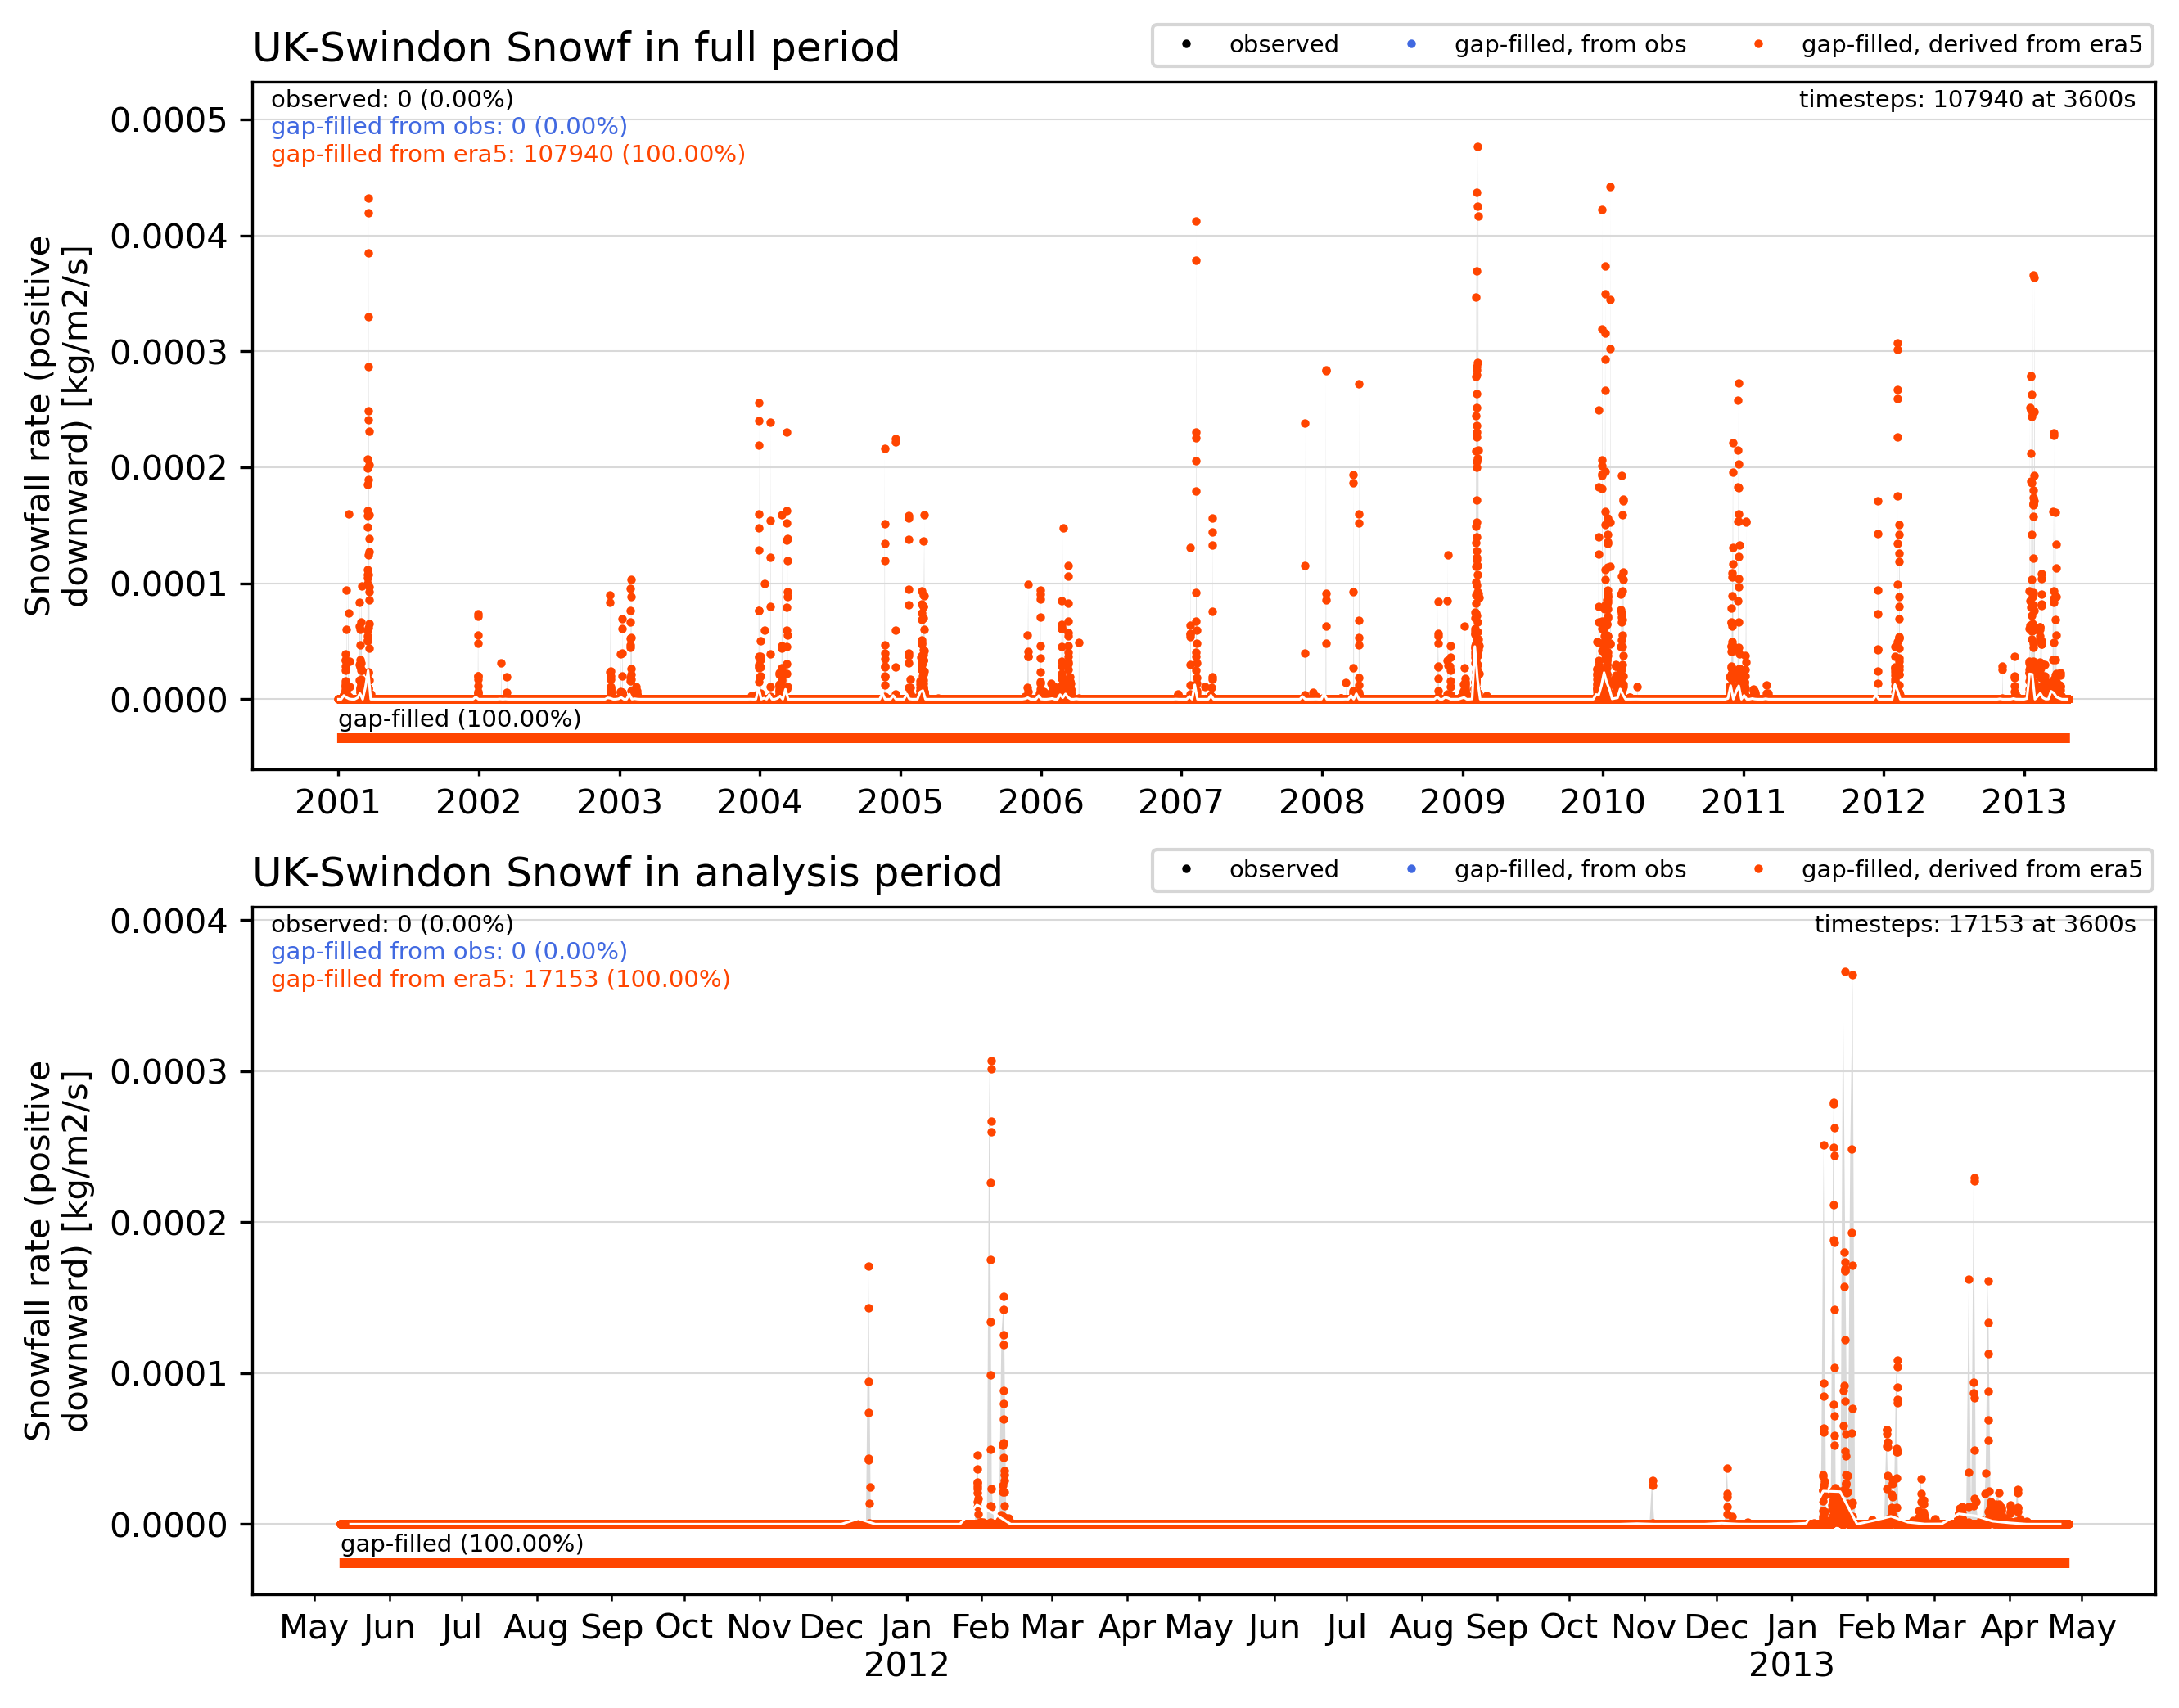 UK-Swindon Snowf in full period
observed
gap-filled, from obs
gap-filled, derived from era5
observed: 0 (0.00%)
timesteps: 107940 at 3600s
gap-filled from obs: 0 (0.00%)
gap-filled from era5: 107940 (100.00%)
Snowfall rate (positive
downward) [kg/m2/s]
0.0005
0.0004
0.0003
0.0002
0.0001
0.0000
gap-filled (100.00%)
2001 2002 2003 2004 2005 2006 2007 2008 2009 2010 2011 2012 2013
UK-Swindon Snowf in analysis period
observed
gap-filled, from obs
gap-filled, derived from era5
observed: 0 (0.00%)
timesteps: 17153 at 3600s
gap-filled from obs: 0 (0.00%)
gap-filled from era5: 17153 (100.00%)
Snowfall rate (positive
downward) [kg/m2/s]
0.0004
0.0003
0.0002
0.0001
0.0000
gap-filled (100.00%)
May Jun Jul Aug Sep Oct Nov Dec Jan Feb Mar Apr May Jun Jul Aug Sep Oct Nov Dec Jan Feb Mar Apr May
2012 2013